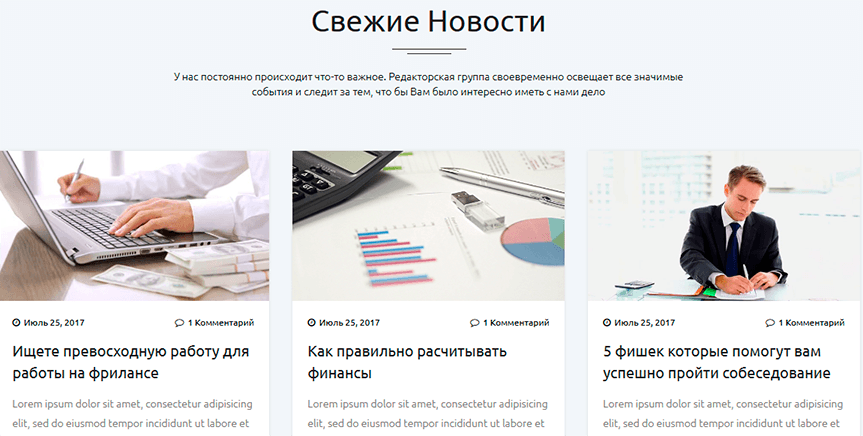 Свежие Новости
У нас постоянно происходит что-то важное. Редакторская группа своевременно освещает все значимые
события и следит за тем, что бы Вам было интересно иметь с нами дело
Июль 25, 2017 1 Комментарий
Ищете превосходную работу для
работы на фрилансе
Lorem ipsum dolor sit amet, consectetur adipisicing
elit, sed do eiusmod tempor incididunt ut labore et
Июль 25, 2017 1 Комментарий
Как правильно расчитывать
финансы
Lorem ipsum dolor sit amet, consectetur adipisicing
elit, sed do eiusmod tempor incididunt ut labore et
Июль 25, 2017 1 Комментарий
5 фишек которые помогут вам
успешно пройти собеседование
Lorem ipsum dolor sit amet, consectetur adipisicing
elit, sed do eiusmod tempor incididunt ut labore et